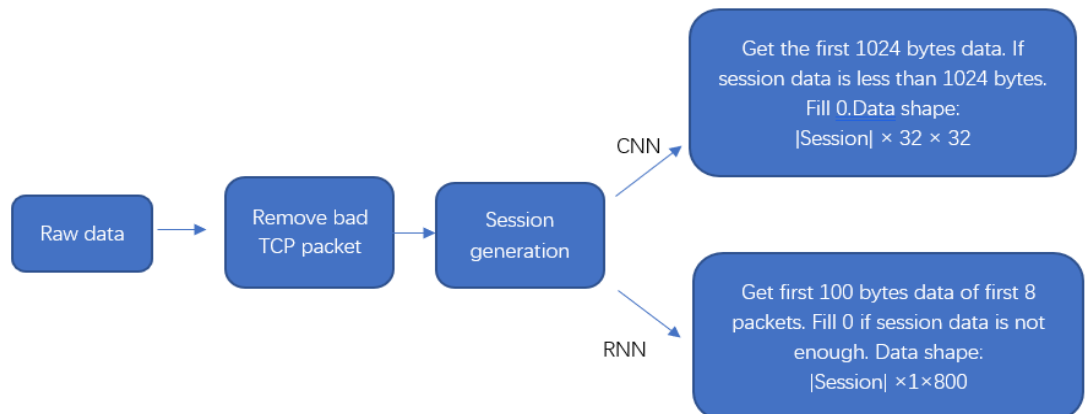 Raw data
Remove bad
TCP packet
Session
generation
CNN
Get the first 1024 bytes data. If
session data is less than 1024 bytes.
Fill 0.Data shape:
|Session| × 32 × 32
RNN
Get first 100 bytes data of first 8
packets. Fill 0 if session data is not
enough. Data shape:
|Session| ×1×800